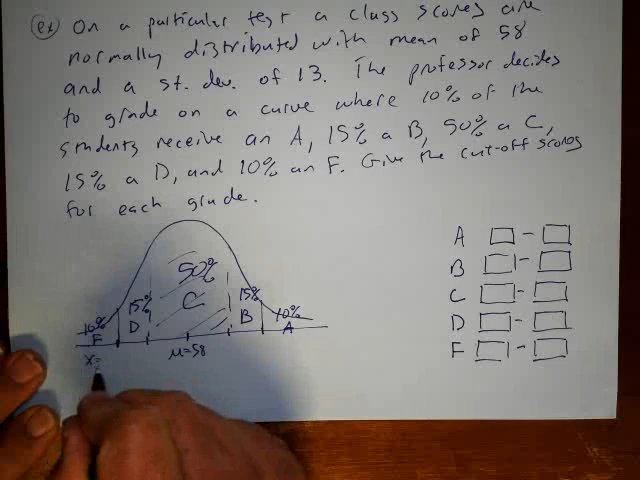 ex) On a particular test a class scores are
normally distributed with mean of 58
and a st. dev. of 13. The professor decides
to grade on a curve where 10% of the
students receive an A, 15% a B, 50% a C,
15% a D, and 10% an F. Give the cut-off scores
for each grade.
10% F
15% D
50% C
15% B
10% A
μ=58
x=
A -
B -
C -
D -
F -